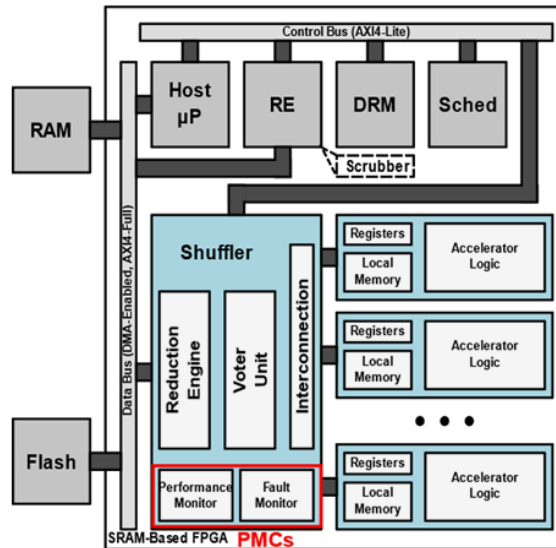 Control Bus (AXI4-Lite)
Host
µP
RE
DRM
Sched
RAM
Scrubber
Data Bus (DMA-Enabled, AXI4-Full)
Shuffler
Reduction
Engine
Voter
Unit
Interconnection
Registers
Local
Memory
Accelerator
Logic
Registers
Local
Memory
Accelerator
Logic
• • •
Flash
Performance
Monitor
Fault
Monitor
Registers
Local
Memory
Accelerator
Logic
SRAM-Based FPGA
PMCs